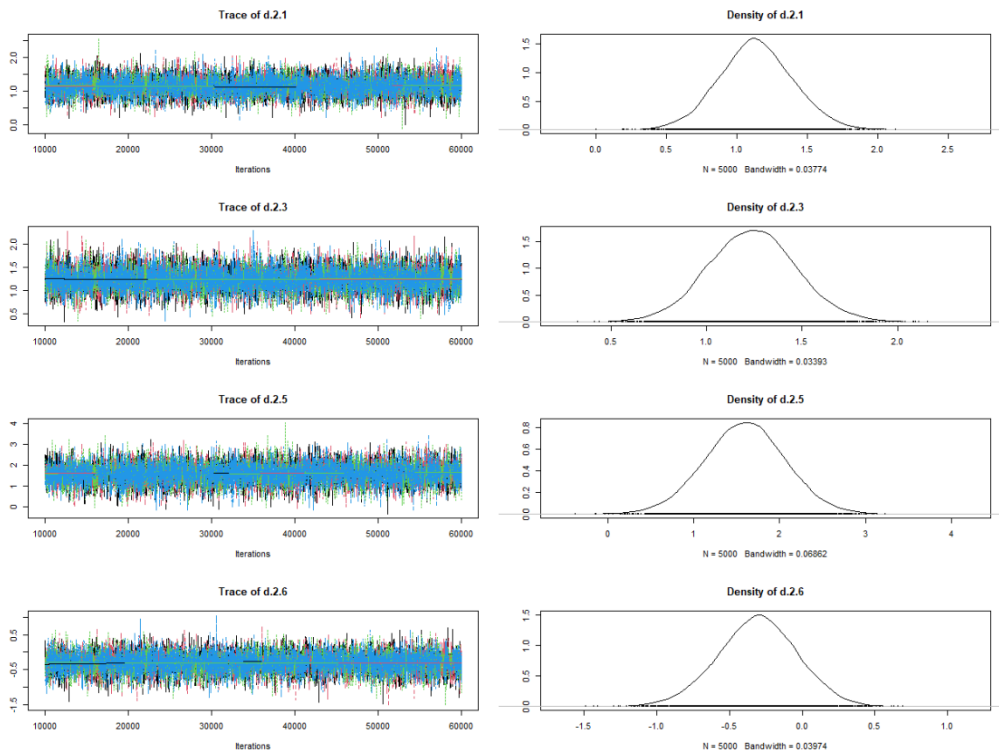 Trace of d.2.1
0.0 1.0 2.0
10000 20000 30000 40000 50000 60000
Iterations
Density of d.2.1
0.0 0.5 1.0 1.5
0.0 0.5 1.0 1.5 2.0 2.5
N = 5000 Bandwidth = 0.03774
Trace of d.2.3
0.5 1.0 1.5 2.0
10000 20000 30000 40000 50000 60000
Iterations
Density of d.2.3
0.0 0.5 1.0 1.5
0.5 1.0 1.5 2.0
N = 5000 Bandwidth = 0.03393
Trace of d.2.5
0 1 2 3 4
10000 20000 30000 40000 50000 60000
Iterations
Density of d.2.5
0.0 0.2 0.4 0.6 0.8
0 1 2 3 4
N = 5000 Bandwidth = 0.06862
Trace of d.2.6
-1.5 -0.5 0.5
10000 20000 30000 40000 50000 60000
Iterations
Density of d.2.6
0.0 0.5 1.0 1.5
-1.5 -1.0 -0.5 0.0 0.5 1.0
N = 5000 Bandwidth = 0.03974